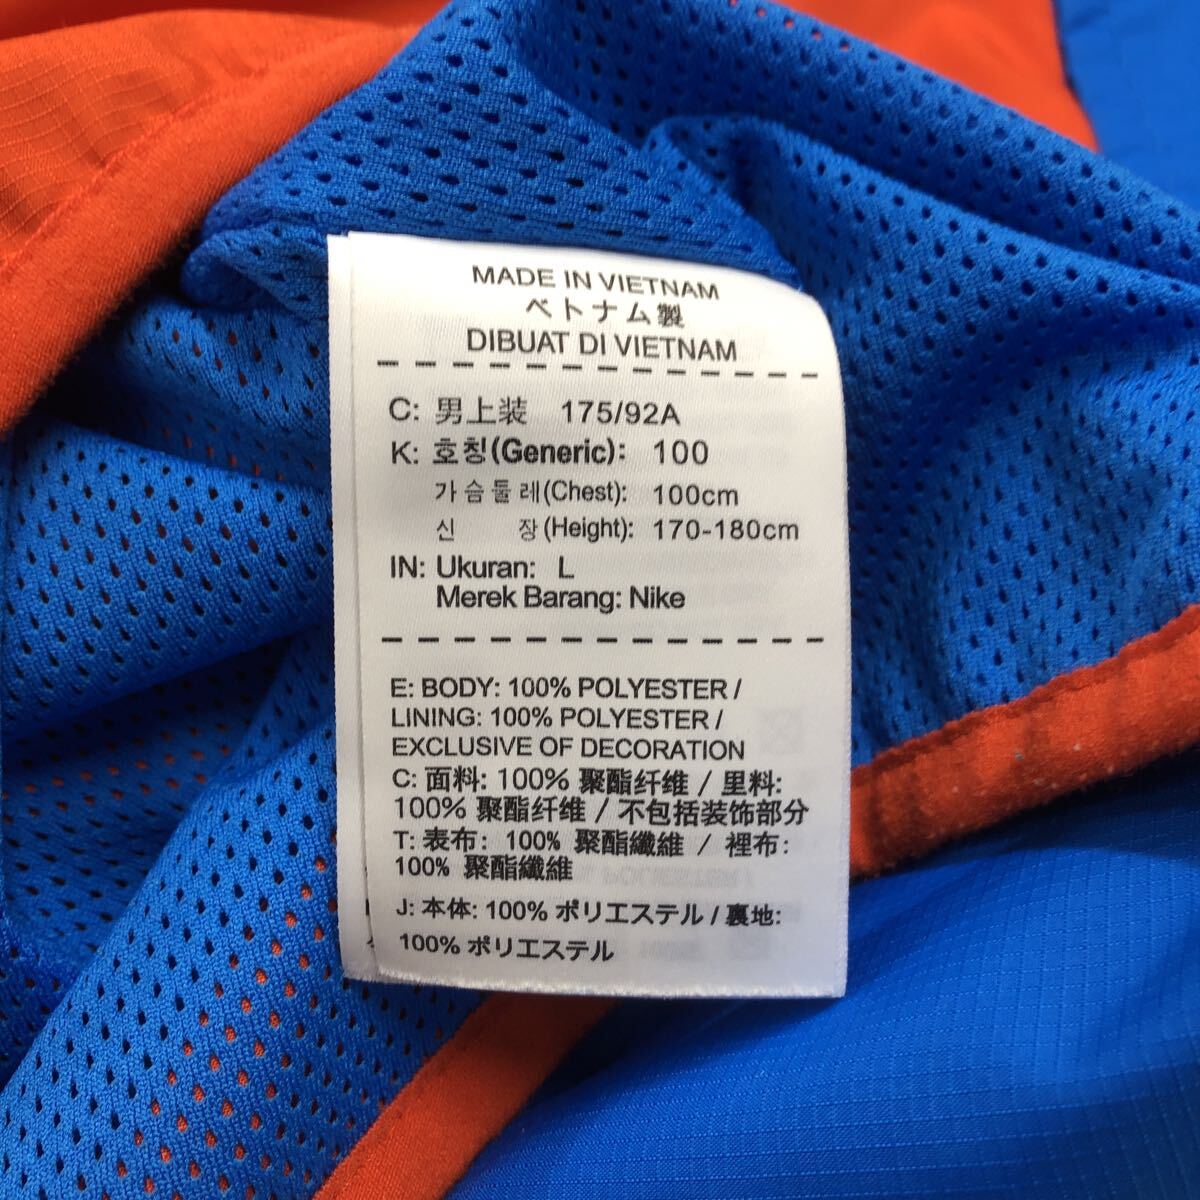 MADE IN VIETNAM
ベトナム製
DIBUAT DI VIETNAM
C: 男上装 175/92A
K: 호칭(Generic): 100
가슴둘레(Chest): 100cm
신 장(Height): 170-180cm
IN: Ukuran: L
Merek Barang: Nike
E: BODY: 100% POLYESTER /
LINING: 100% POLYESTER /
EXCLUSIVE OF DECORATION
C: 面料: 100% 聚酯纤维 / 里料:
100% 聚酯纤维 / 不包括装饰部分
T: 表布: 100% 聚酯纖維 / 裡布:
100% 聚酯纖維
J: 本体: 100% ポリエステル / 裏地:
100% ポリエステル